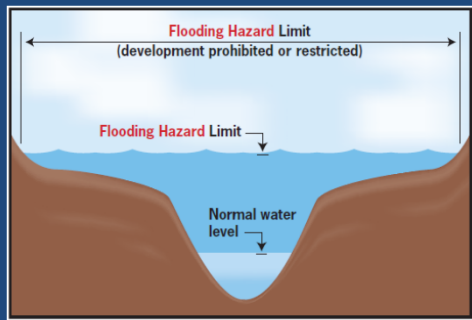 Flooding Hazard Limit
(development prohibited or restricted)
Flooding Hazard Limit
Normal water
level